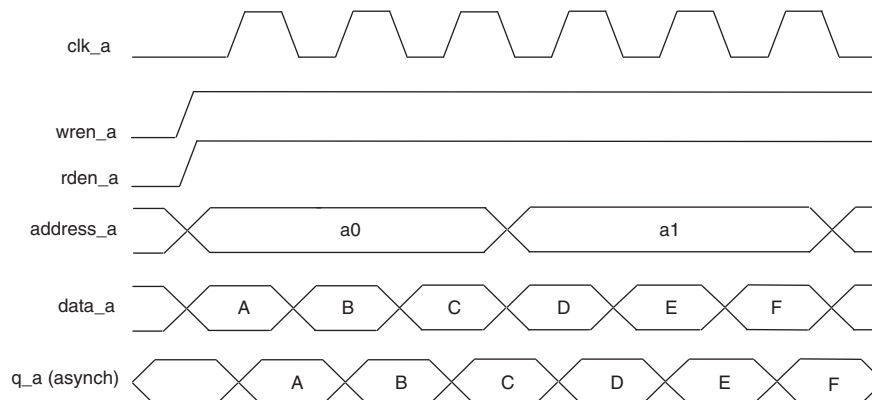 clk_a
wren_a
rden_a
address_a a0 a1
data_a A B C D E F
q_a (asynch) A B C D E F